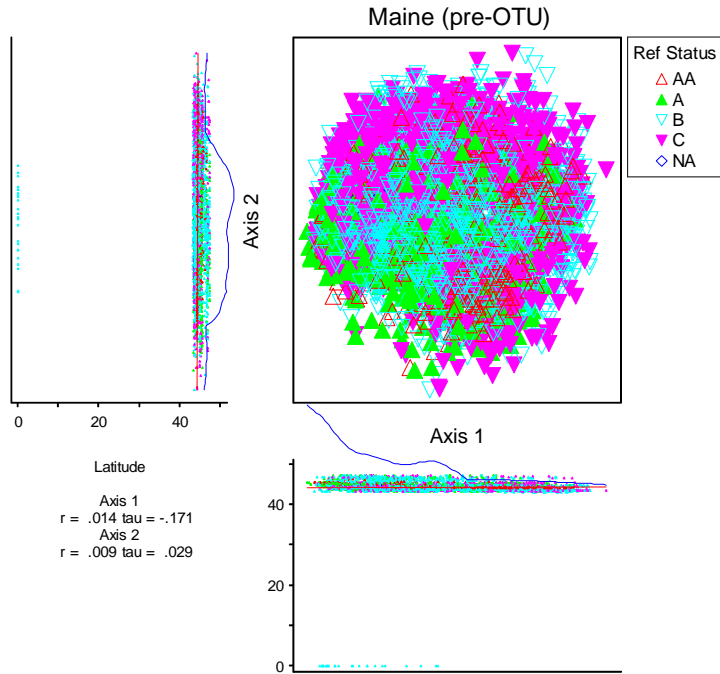 Maine (pre-OTU)
Ref Status
AA
A
B
C
NA
Axis 2
0
40
Axis 1
Latitude
Axis 1
r = .014 tau = -.171
Axis 2
r = .009 tau = .029
40
20
0